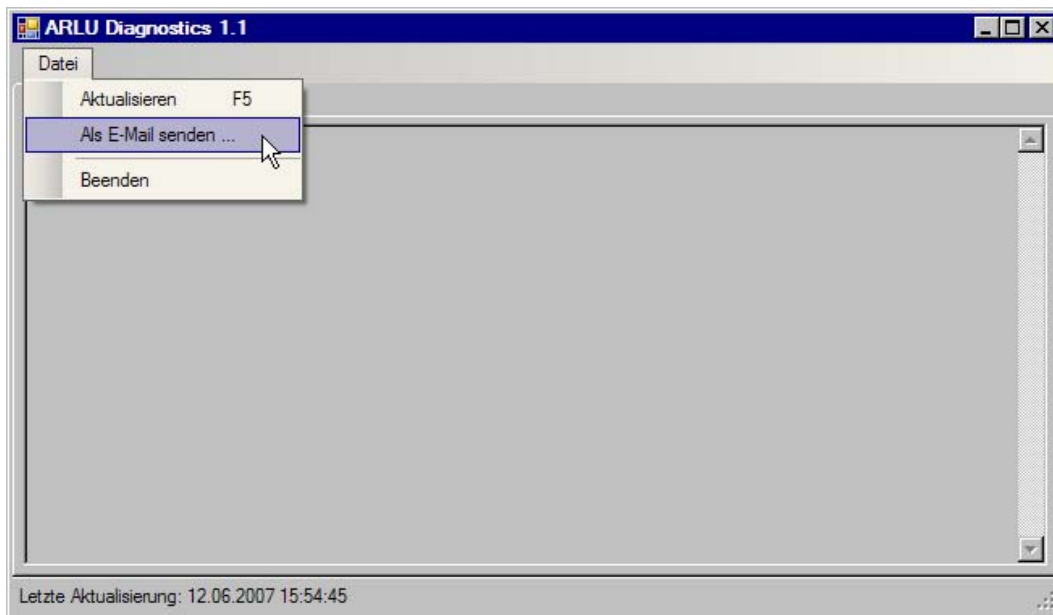 ARLU Diagnostics 1.1
Datei
Aktualisieren F5
Als E-Mail senden ...
Beenden
Letzte Aktualisierung: 12.06.2007 15:54:45